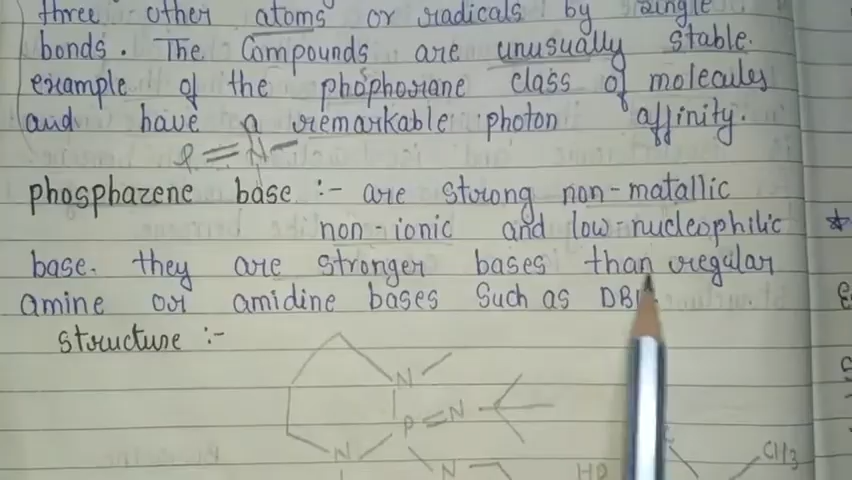 three other atoms or radicals by single
bonds. The Compounds are unusually stable.
example of the phophorane class of molecules
and have a remarkable photon affinity.
P=N-
phosphazene base :- are strong non-matallic
non-ionic and low-nucleophilic
base. they are stronger bases than regular
amine or amidine bases such as
structure :-
N
P=N
N
N
HO
CH3